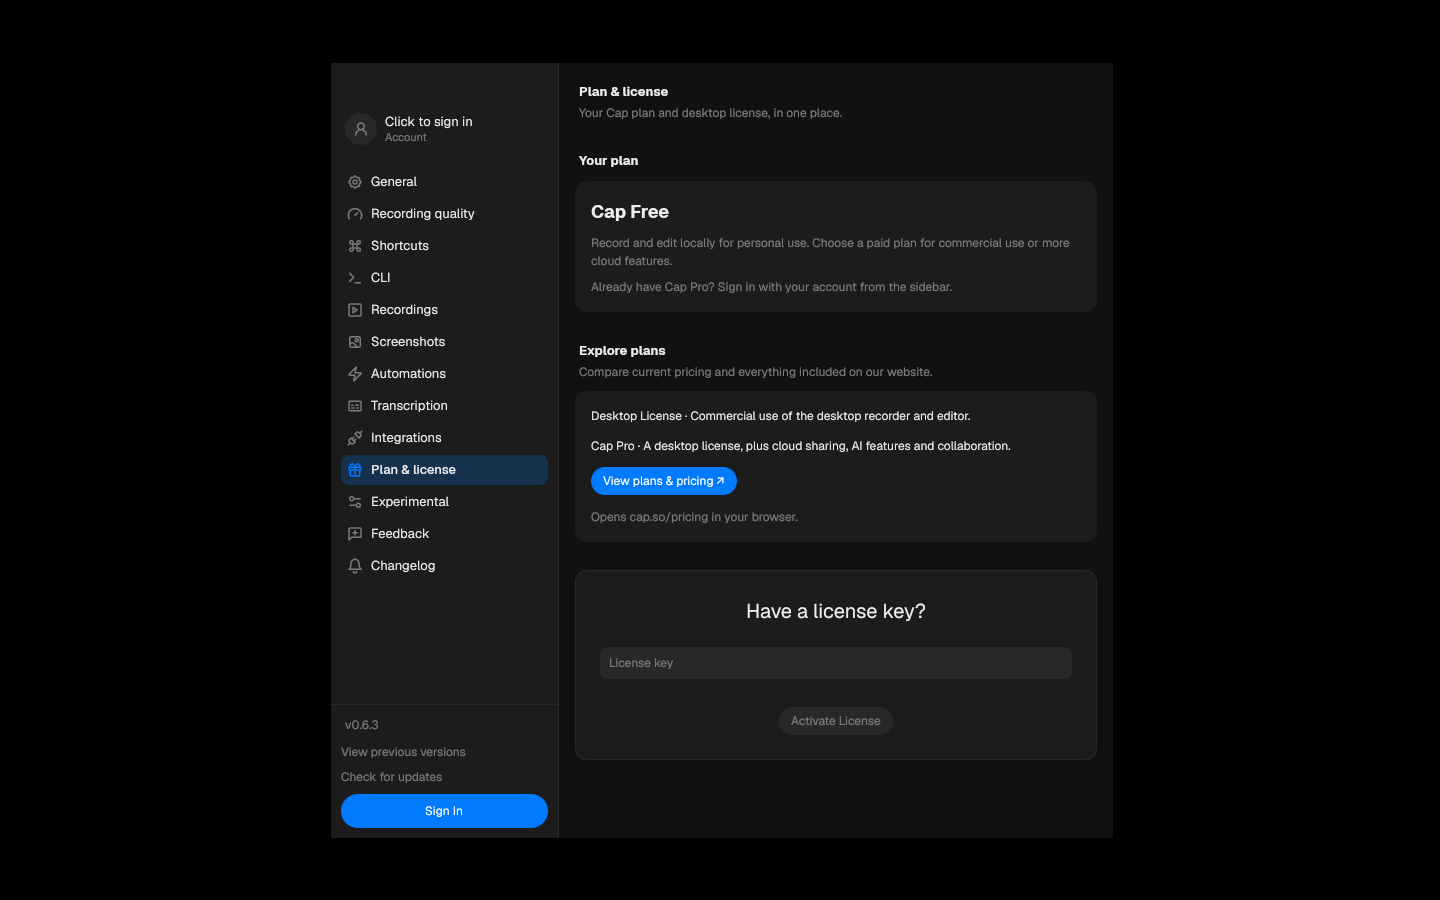 Click to sign in
Account
General
Recording quality
Shortcuts
CLI
Recordings
Screenshots
Automations
Transcription
Integrations
Plan & license
Experimental
Feedback
Changelog
v0.6.3
View previous versions
Check for updates
Sign In
Plan & license
Your Cap plan and desktop license, in one place.
Your plan
Cap Free
Record and edit locally for personal use. Choose a paid plan for commercial use or more
cloud features.
Already have Cap Pro? Sign in with your account from the sidebar.
Explore plans
Compare current pricing and everything included on our website.
Desktop License · Commercial use of the desktop recorder and editor.
Cap Pro · A desktop license, plus cloud sharing, AI features and collaboration.
View plans & pricing ↗
Opens cap.so/pricing in your browser.
Have a license key?
License key
Activate License